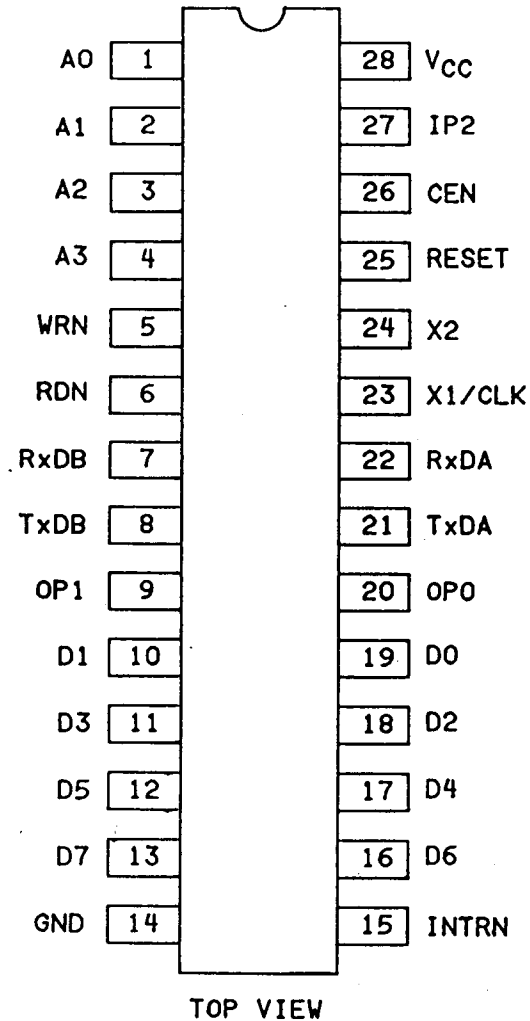 A0 1 28 VCC
A1 2 27 IP2
A2 3 26 CEN
A3 4 25 RESET
WRN 5 24 X2
RDN 6 23 X1/CLK
RxDB 7 22 RxDA
TxDB 8 21 TxDA
OP1 9 20 OP0
D1 10 19 D0
D3 11 18 D2
D5 12 17 D4
D7 13 16 D6
GND 14 15 INTRN
TOP VIEW